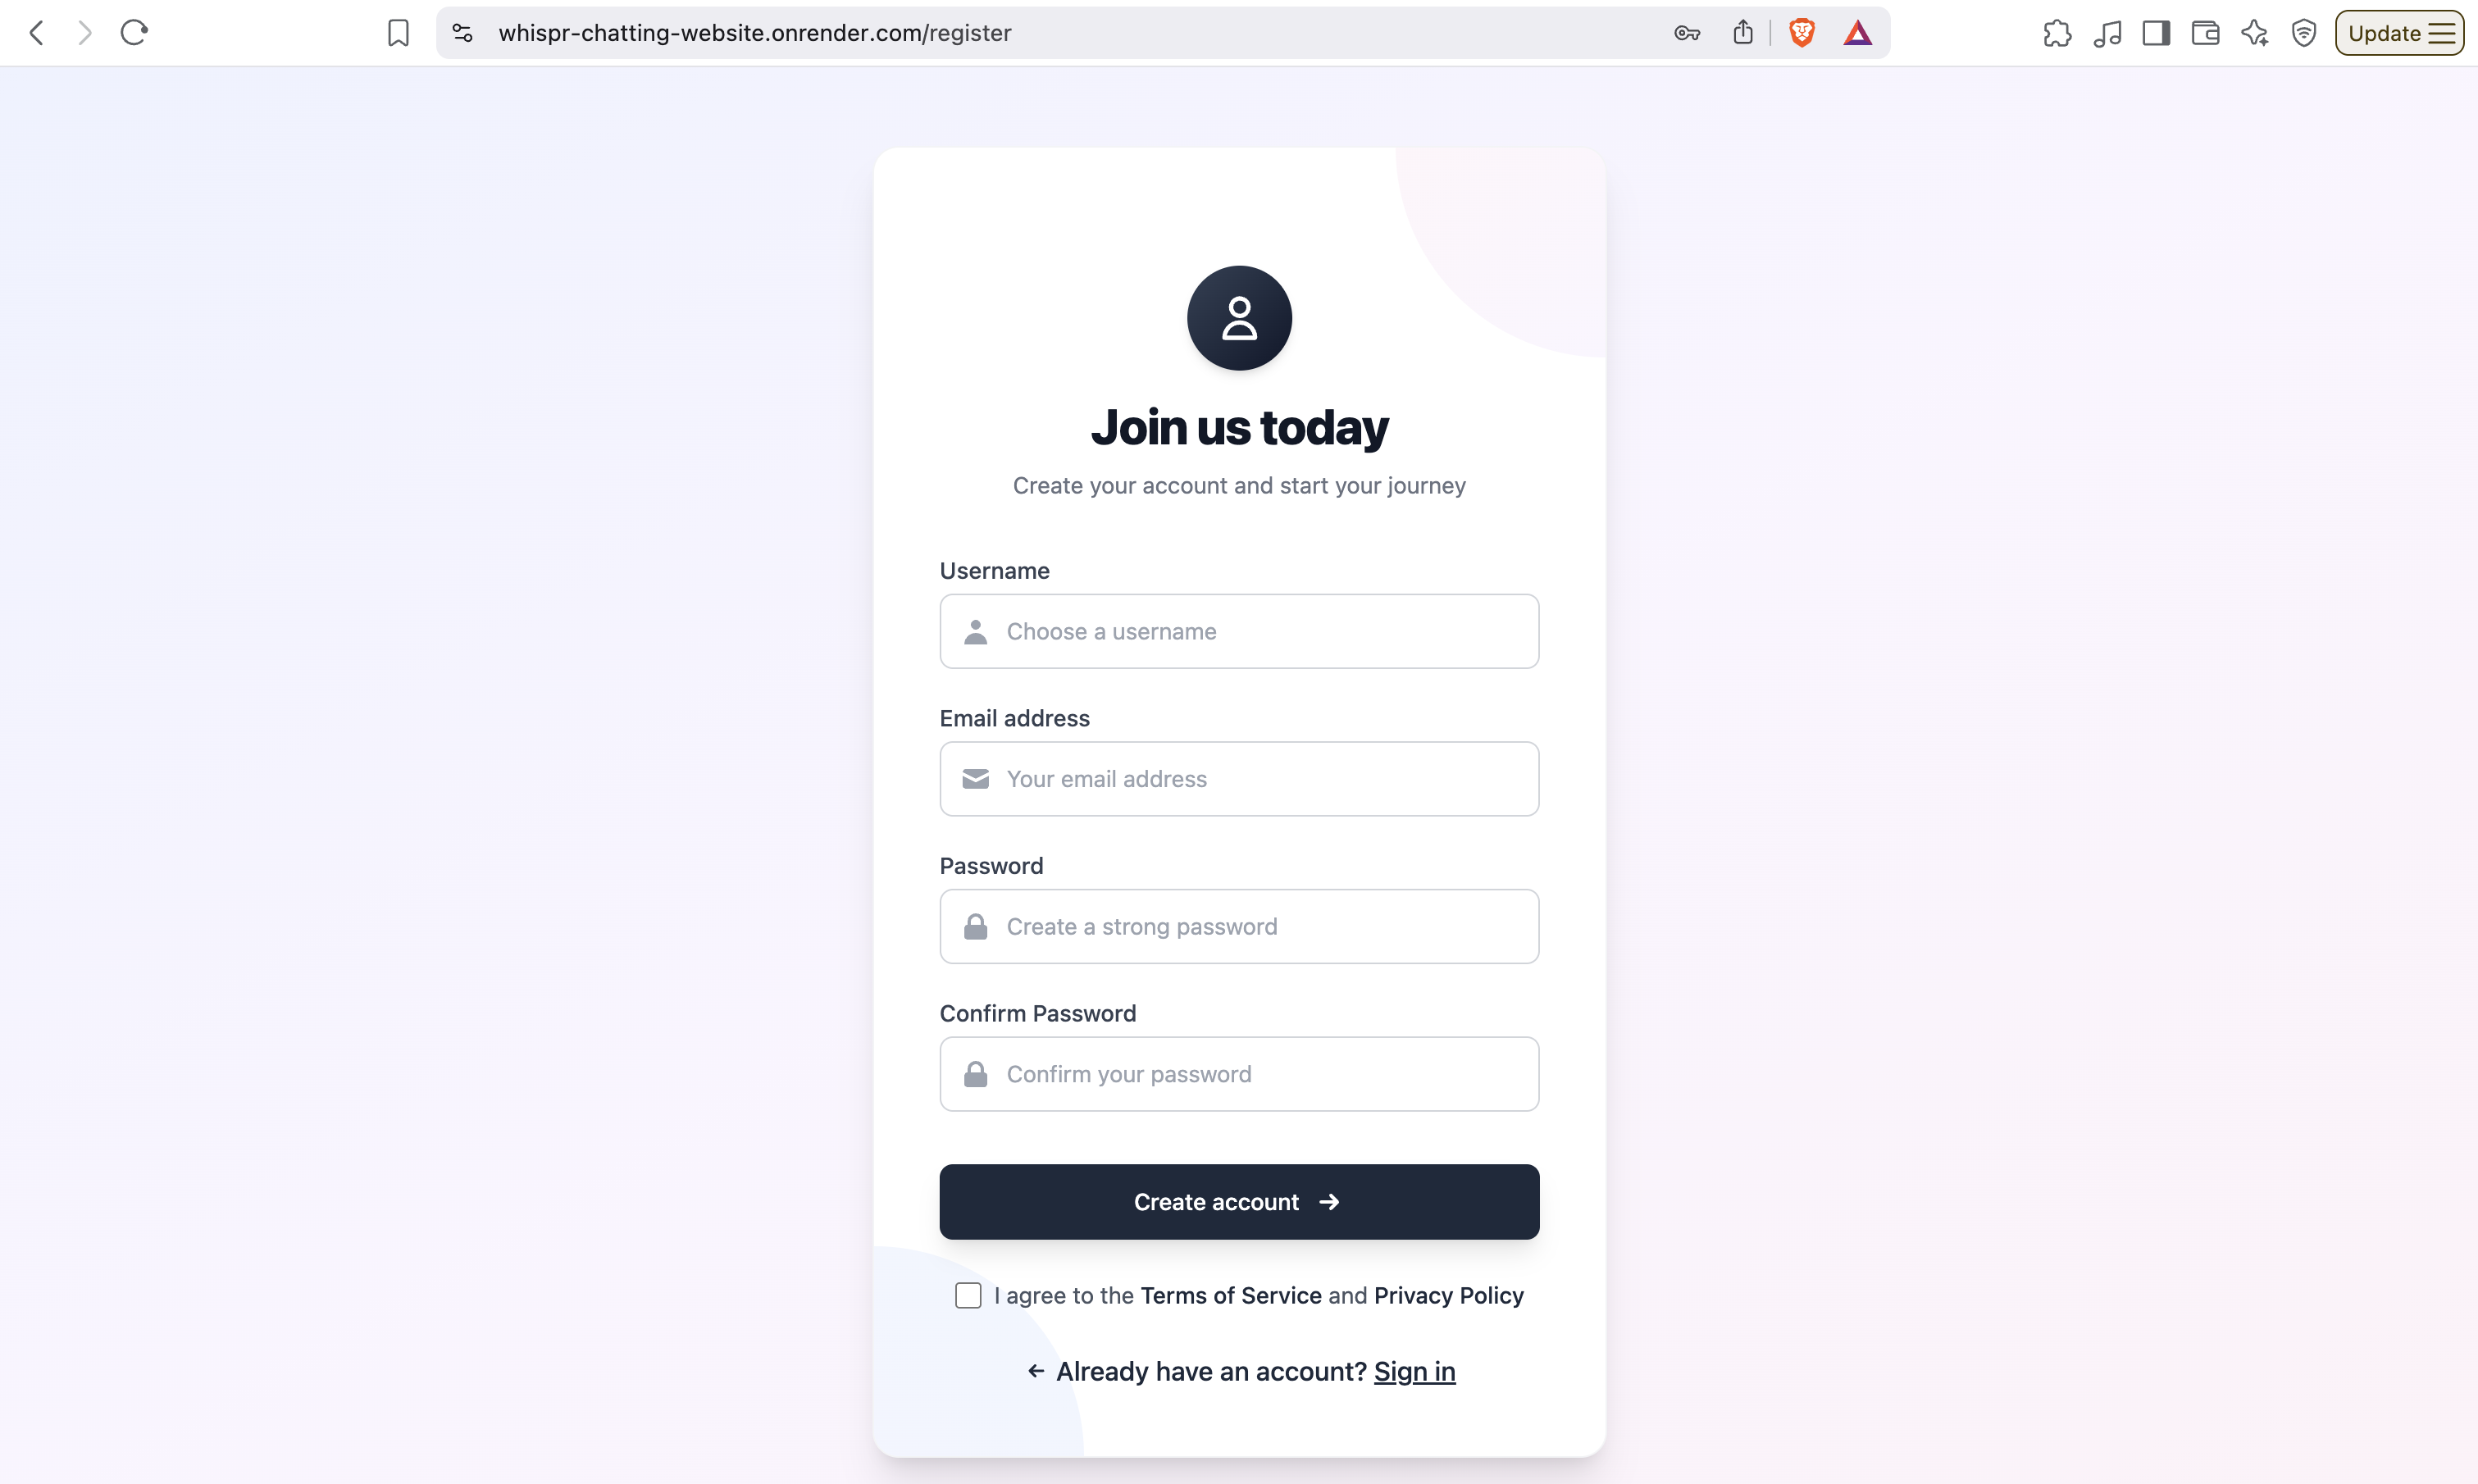 whispr-chatting-website.onrender.com/register
Update
Join us today
Create your account and start your journey
Username
Choose a username
Email address
Your email address
Password
Create a strong password
Confirm Password
Confirm your password
Create account →
I agree to the Terms of Service and Privacy Policy
← Already have an account? Sign in